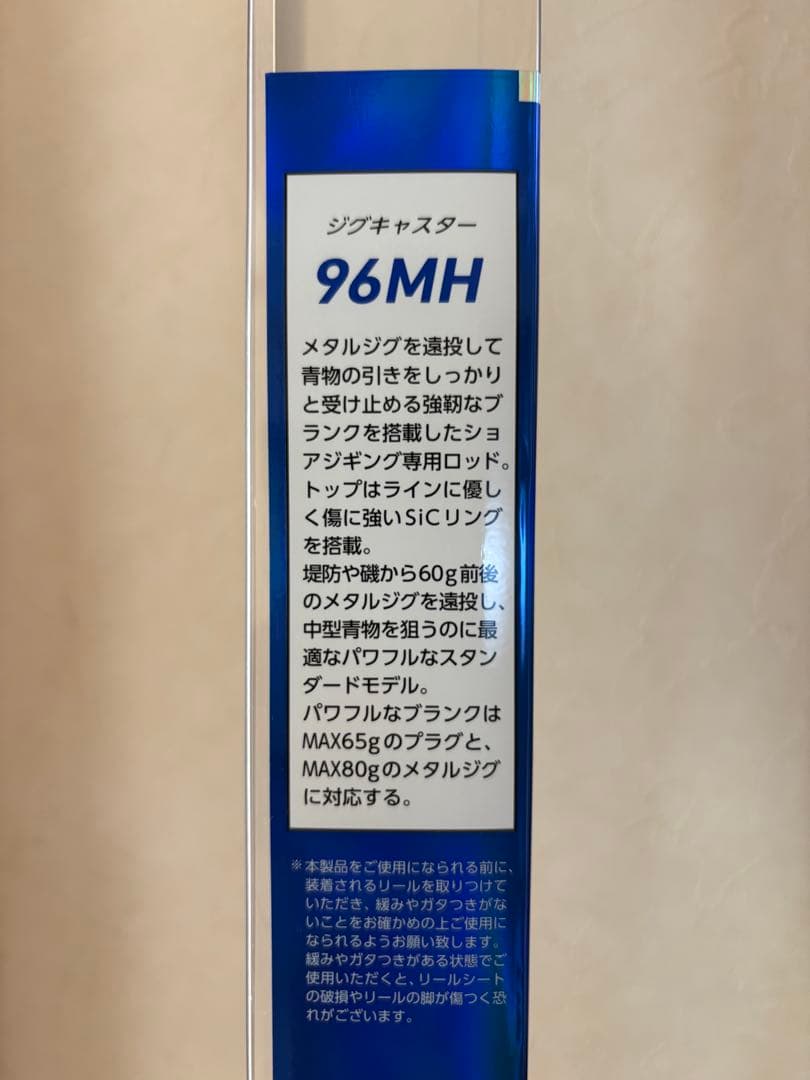 ジグキャスター
96MH
メタルジグを遠投して
青物の引きをしっかり
と受け止める強靭なブ
ランクを搭載したショ
アジギング専用ロッド。
トップはラインに優し
く傷に強いSiCリング
を搭載。
堤防や磯から60g前後
のメタルジグを遠投し、
中型青物を狙うのに最
適なパワフルなスタン
ダードモデル。
パワフルなブランクは
MAX65gのプラグと、
MAX80gのメタルジグ
に対応する。
※本製品をご使用になられる前に、
装着されるリールを取りつけて
いただき、緩みやガタつきがな
いことをお確かめの上ご使用に
なられるようお願い致します。
緩みやガタつきがある状態でご
使用いただくと、リールシート
の破損やリールの脚が傷つく恐
れがございます。